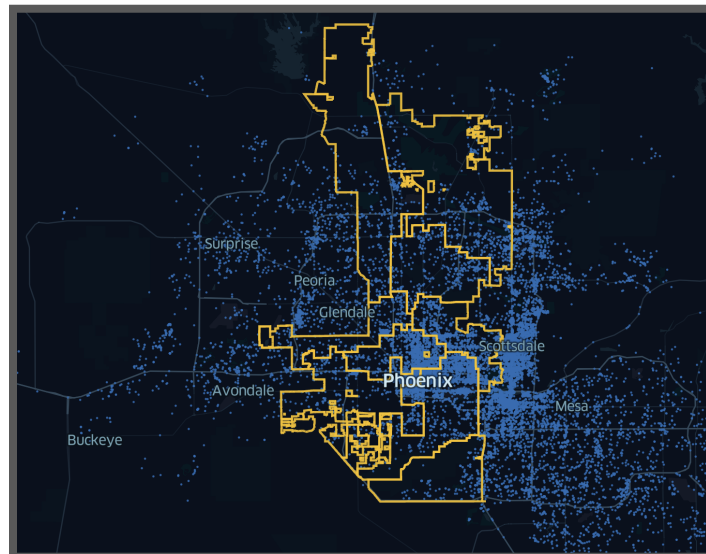 Surprise
Peoria
Glendale
Scottsdale
Phoenix
Avondale
Mesa
Buckeye